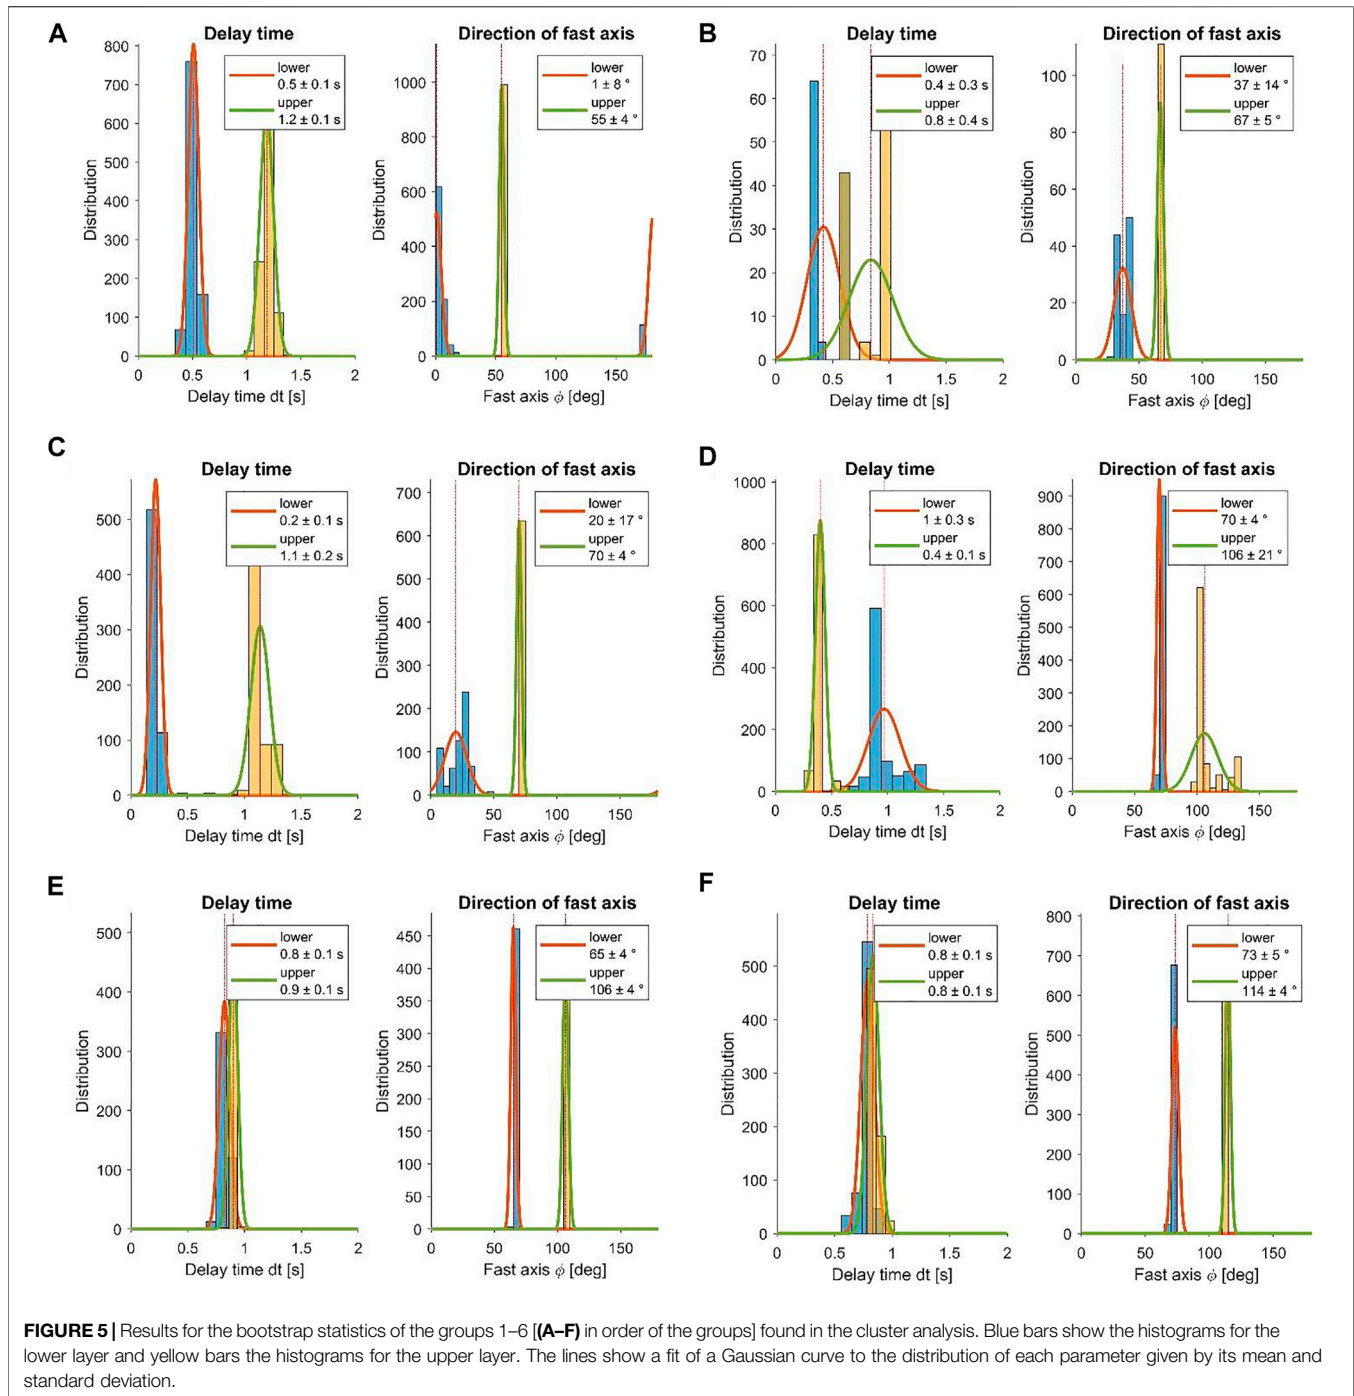 A
Delay time
800
700
600
500
400
300
200
100
0
Distribution
lower
0.5 ± 0.1 s
upper
1.2 ± 0.1 s
0 0.5 1 1.5 2
Delay time dt [s]
Direction of fast axis
1000
800
600
400
200
0
Distribution
lower
1 ± 8 °
upper
55 ± 4 °
0 50 100 150
Fast axis ϕ [deg]
B
Delay time
70
60
50
40
30
20
10
0
Distribution
lower
0.4 ± 0.3 s
upper
0.8 ± 0.4 s
0 0.5 1 1.5 2
Delay time dt [s]
Direction of fast axis
100
80
60
40
20
0
Distribution
lower
37 ± 14 °
upper
67 ± 5 °
0 50 100 150
Fast axis ϕ [deg]
C
Delay time
500
400
300
200
100
0
Distribution
lower
0.2 ± 0.1 s
upper
1.1 ± 0.2 s
0 0.5 1 1.5 2
Delay time dt [s]
Direction of fast axis
700
600
500
400
300
200
100
0
Distribution
lower
20 ± 17 °
upper
70 ± 4 °
0 50 100 150
Fast axis ϕ [deg]
D
Delay time
1000
800
600
400
200
0
Distribution
lower
1 ± 0.3 s
upper
0.4 ± 0.1 s
0 0.5 1 1.5 2
Delay time dt [s]
Direction of fast axis
900
800
700
600
500
400
300
200
100
0
Distribution
lower
70 ± 4 °
upper
106 ± 21 °
0 50 100 150
Fast axis ϕ [deg]
E
Delay time
500
400
300
200
100
0
Distribution
lower
0.8 ± 0.1 s
upper
0.9 ± 0.1 s
0 0.5 1 1.5 2
Delay time dt [s]
Direction of fast axis
450
400
350
300
250
200
150
100
50
0
Distribution
lower
65 ± 4 °
upper
106 ± 4 °
0 50 100 150
Fast axis ϕ [deg]
F
Delay time
500
400
300
200
100
0
Distribution
lower
0.8 ± 0.1 s
upper
0.8 ± 0.1 s
0 0.5 1 1.5 2
Delay time dt [s]
Direction of fast axis
800
700
600
500
400
300
200
100
0
Distribution
lower
73 ± 5 °
upper
114 ± 4 °
0 50 100 150
Fast axis ϕ [deg]
FIGURE 5 | Results for the bootstrap statistics of the groups 1–6 [(A–F) in order of the groups] found in the cluster analysis. Blue bars show the histograms for the
lower layer and yellow bars the histograms for the upper layer. The lines show a fit of a Gaussian curve to the distribution of each parameter given by its mean and
standard deviation.